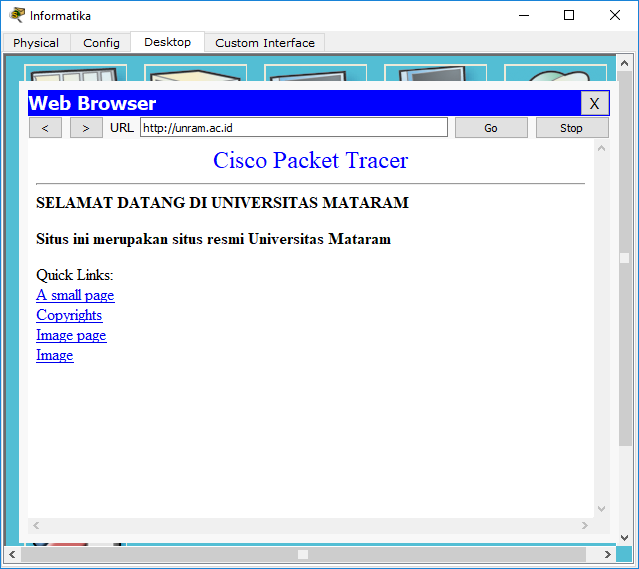 Informatika
Physical Config Desktop Custom Interface
Web Browser X
< > URL http://unram.ac.id Go Stop
Cisco Packet Tracer
SELAMAT DATANG DI UNIVERSITAS MATARAM
Situs ini merupakan situs resmi Universitas Mataram
Quick Links:
A small page
Copyrights
Image page
Image